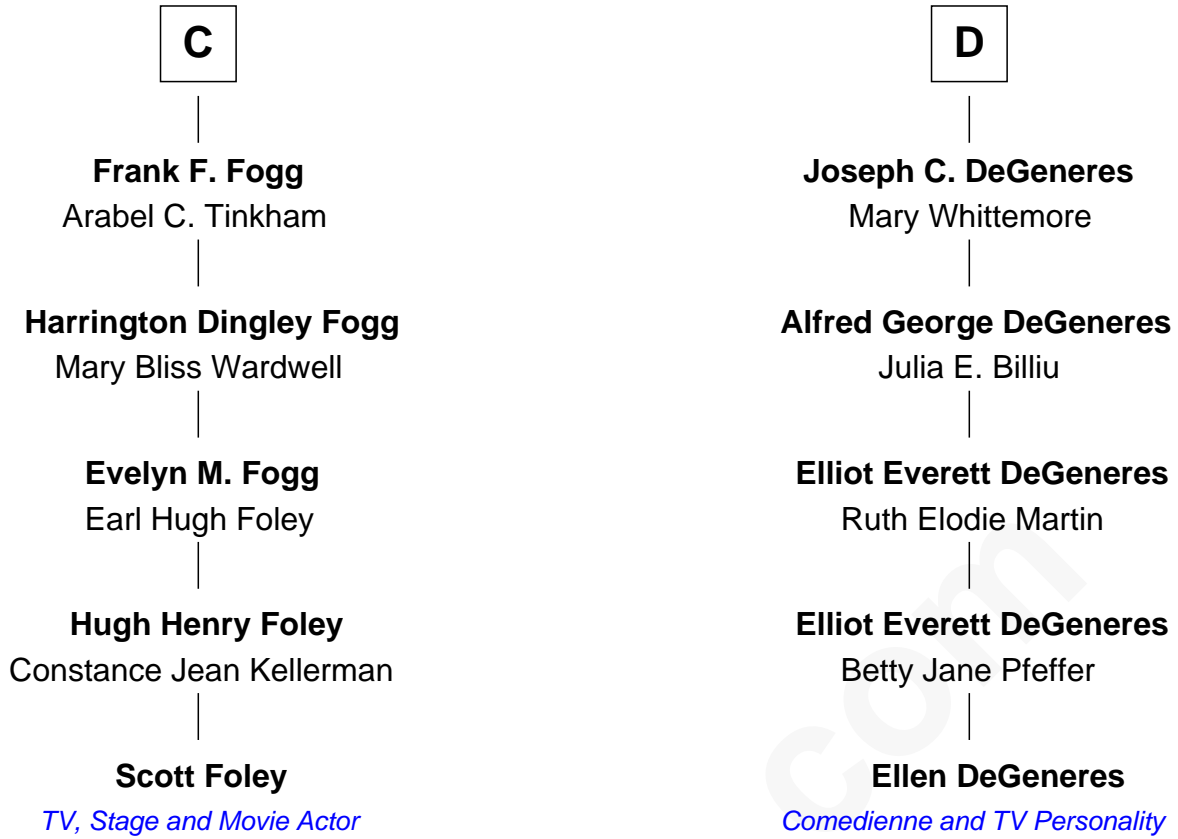 C
Frank F. Fogg
Arabel C. Tinkham
Harrington Dingley Fogg
Mary Bliss Wardwell
Evelyn M. Fogg
Earl Hugh Foley
Hugh Henry Foley
Constance Jean Kellerman
Scott Foley
TV, Stage and Movie Actor
D
Joseph C. DeGeneres
Mary Whittemore
Alfred George DeGeneres
Julia E. Billiu
Elliot Everett DeGeneres
Ruth Elodie Martin
Elliot Everett DeGeneres
Betty Jane Pfeffer
Ellen DeGeneres
Comedienne and TV Personality
com